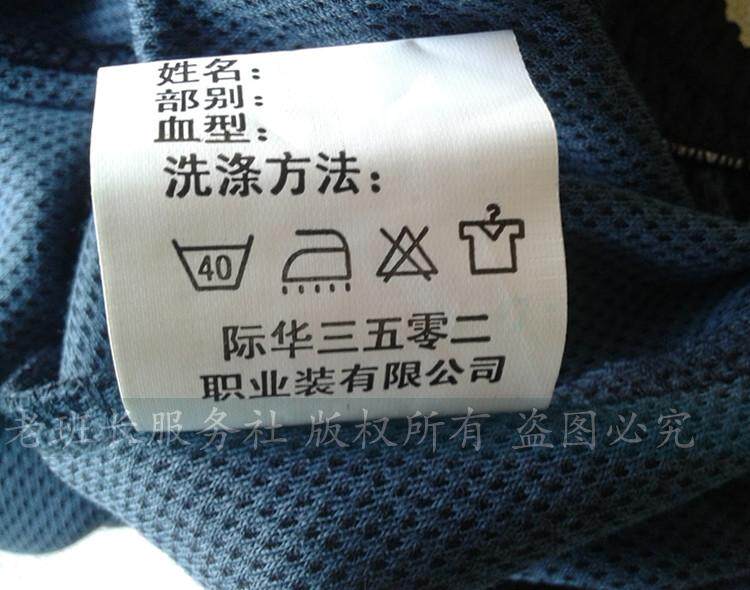 姓名：
部别：
血型：
洗涤方法：
40
际华三五零二
职业装有限公司
老班长服务社 版权所有 盗图必究